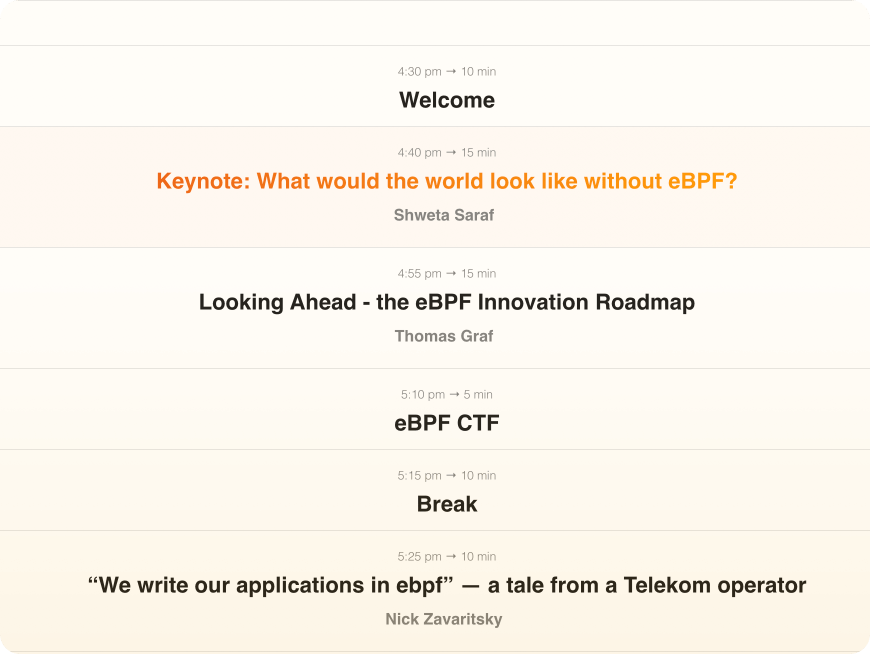 4:30 pm → 10 min
Welcome
4:40 pm → 15 min
Keynote: What would the world look like without eBPF?
Shweta Saraf
4:55 pm → 15 min
Looking Ahead - the eBPF Innovation Roadmap
Thomas Graf
5:10 pm → 5 min
eBPF CTF
5:15 pm → 10 min
Break
5:25 pm → 10 min
“We write our applications in ebpf” — a tale from a Telekom operator
Nick Zavaritsky